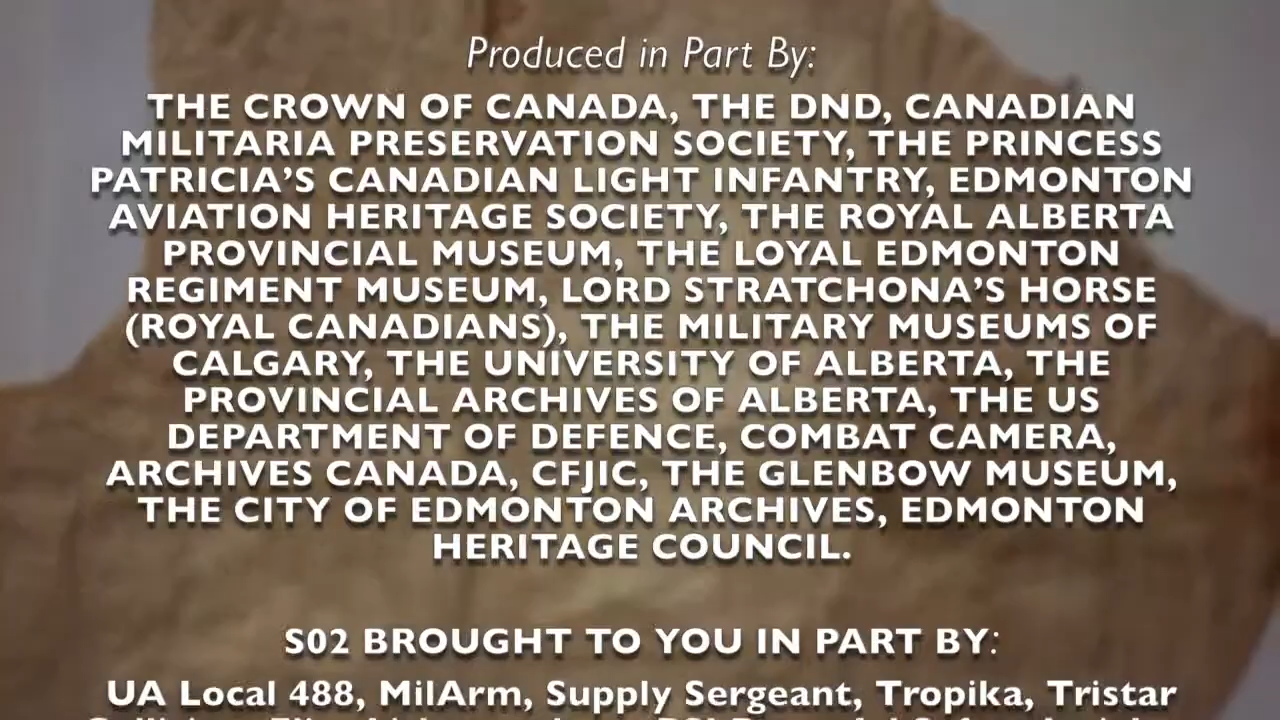 Produced in Part By:
THE CROWN OF CANADA, THE DND, CANADIAN
MILITARIA PRESERVATION SOCIETY, THE PRINCESS
PATRICIA'S CANADIAN LIGHT INFANTRY, EDMONTON
AVIATION HERITAGE SOCIETY, THE ROYAL ALBERTA
PROVINCIAL MUSEUM, THE LOYAL EDMONTON
REGIMENT MUSEUM, LORD STRATCHONA'S HORSE
(ROYAL CANADIANS), THE MILITARY MUSEUMS OF
CALGARY, THE UNIVERSITY OF ALBERTA, THE
PROVINCIAL ARCHIVES OF ALBERTA, THE US
DEPARTMENT OF DEFENCE, COMBAT CAMERA,
ARCHIVES CANADA, CFJIC, THE GLENBOW MUSEUM,
THE CITY OF EDMONTON ARCHIVES, EDMONTON
HERITAGE COUNCIL.
S02 BROUGHT TO YOU IN PART BY:
UA Local 488, MilArm, Supply Sergeant, Tropika, Tristar